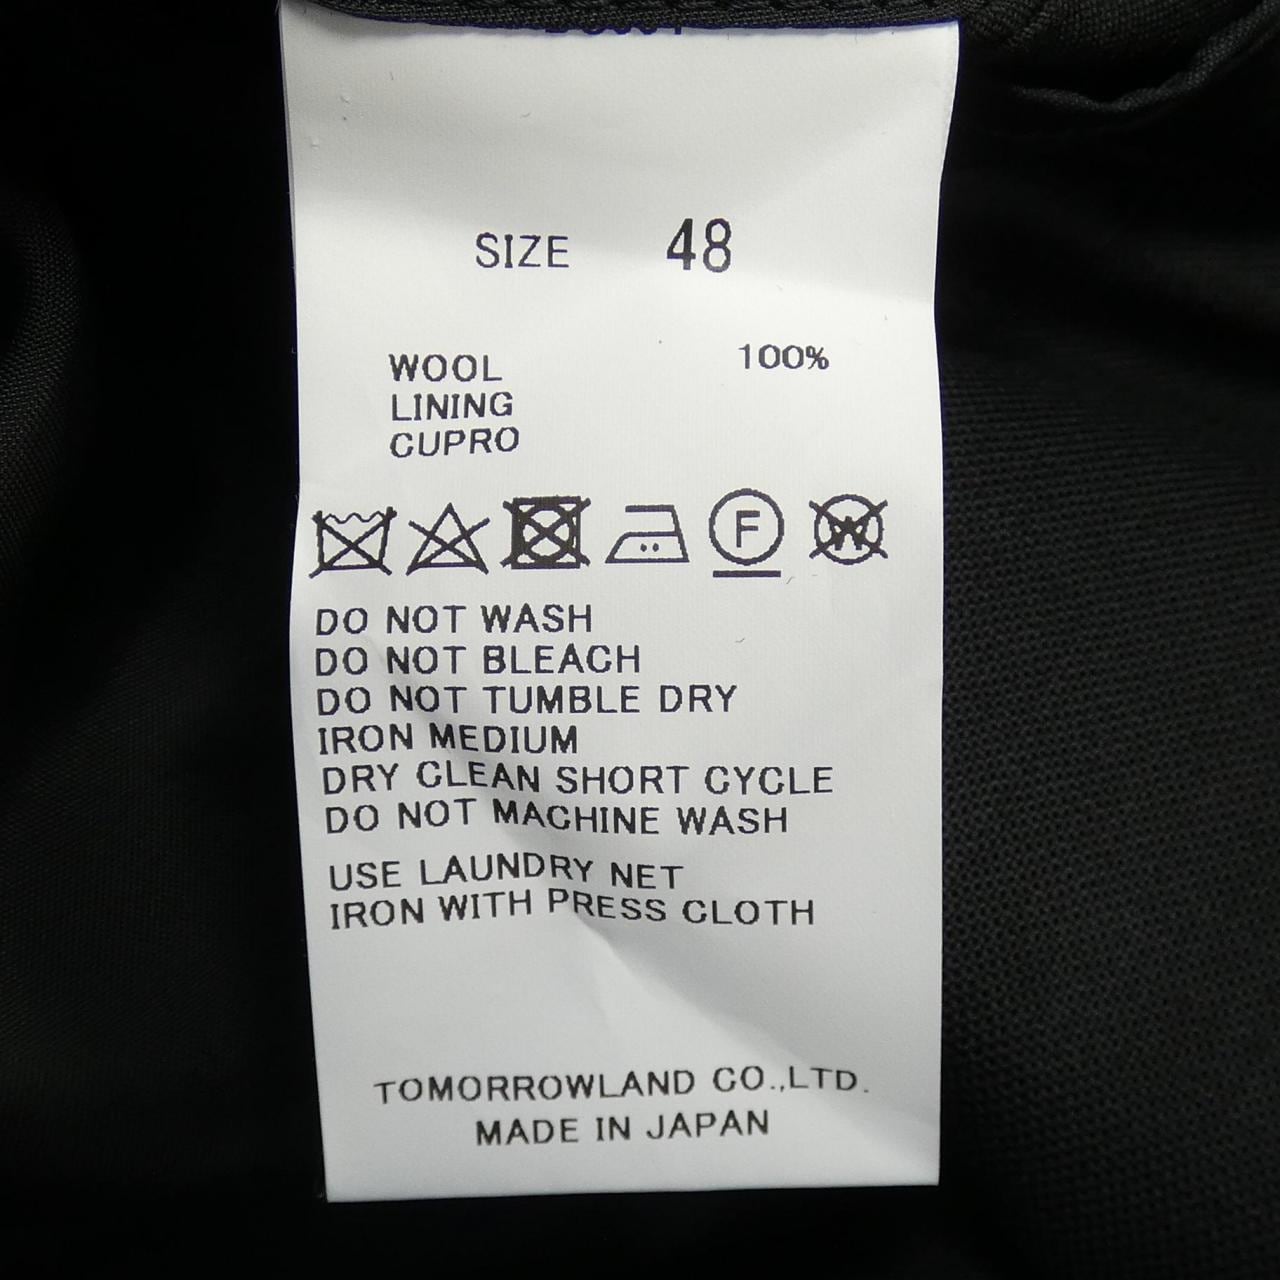 SIZE 48
WOOL 100%
LINING
CUPRO
F
W
DO NOT WASH
DO NOT BLEACH
DO NOT TUMBLE DRY
IRON MEDIUM
DRY CLEAN SHORT CYCLE
DO NOT MACHINE WASH
USE LAUNDRY NET
IRON WITH PRESS CLOTH
TOMORROWLAND CO.,LTD.
MADE IN JAPAN